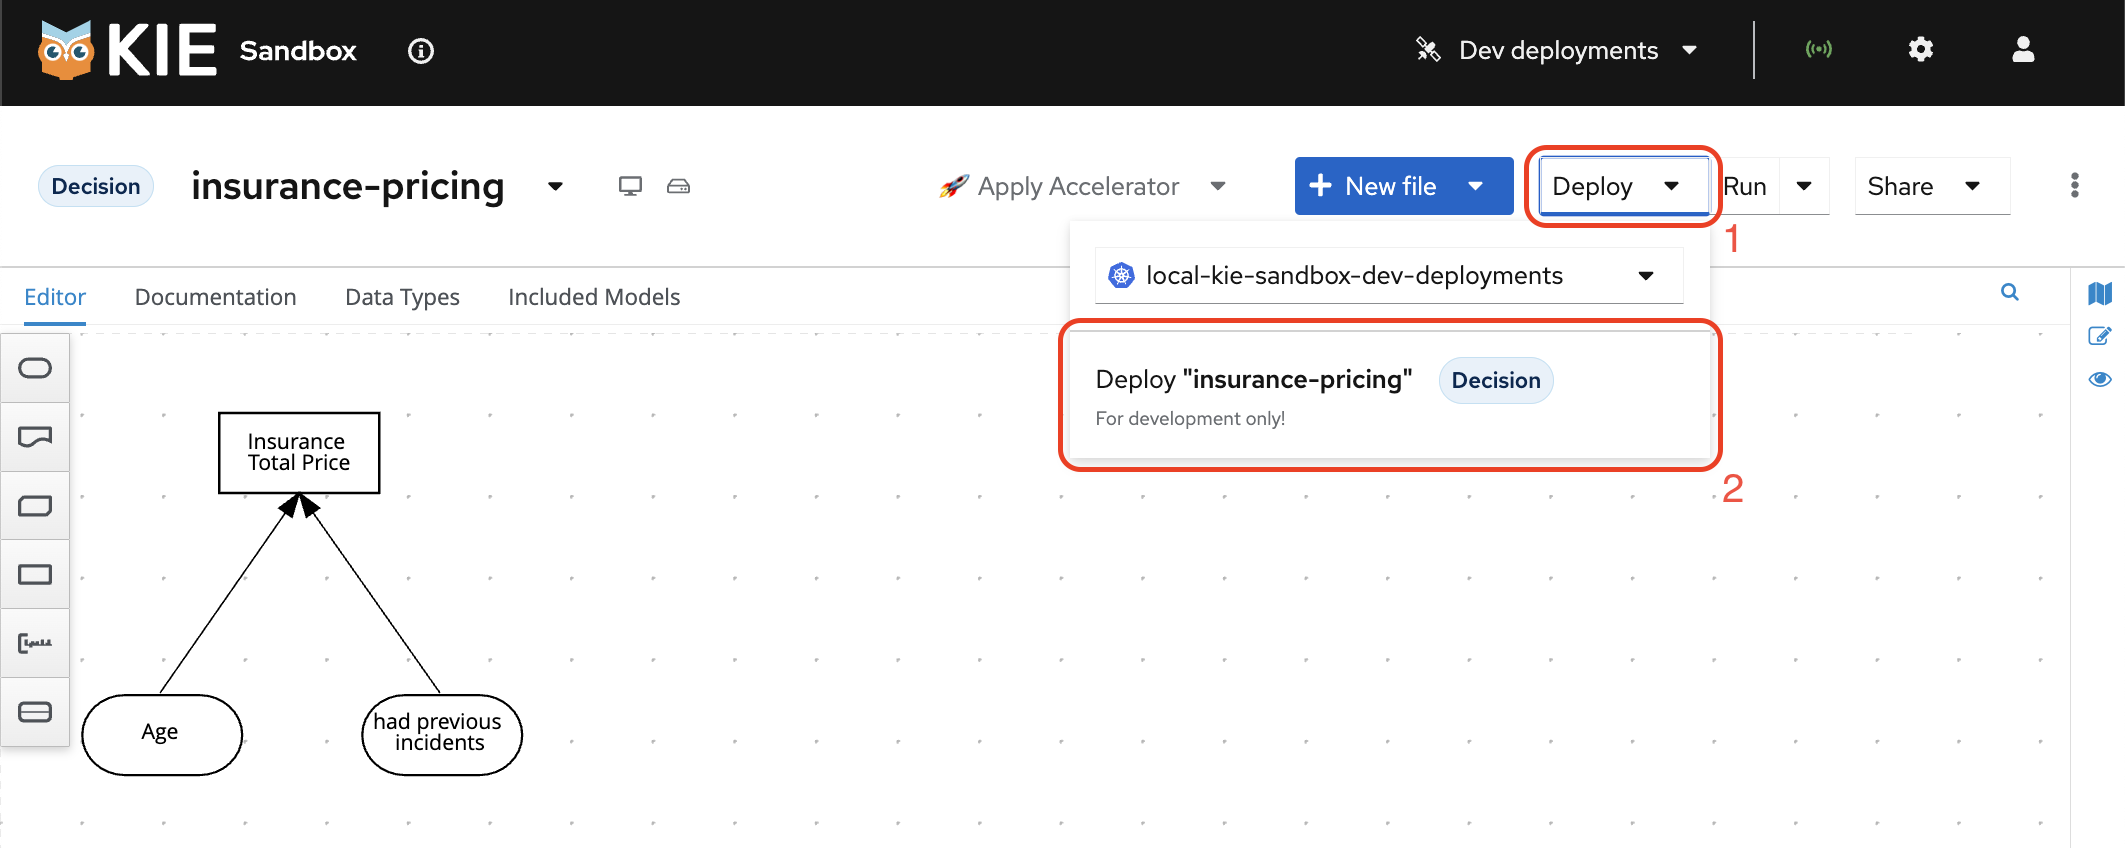 KIE Sandbox
Dev deployments
Decision
insurance-pricing
Apply Accelerator
New file
Deploy
Run
Share
1
local-kie-sandbox-dev-deployments
Editor
Documentation
Data Types
Included Models
Deploy "insurance-pricing"
Decision
For development only!
2
Insurance
Total Price
Age
had previous
incidents